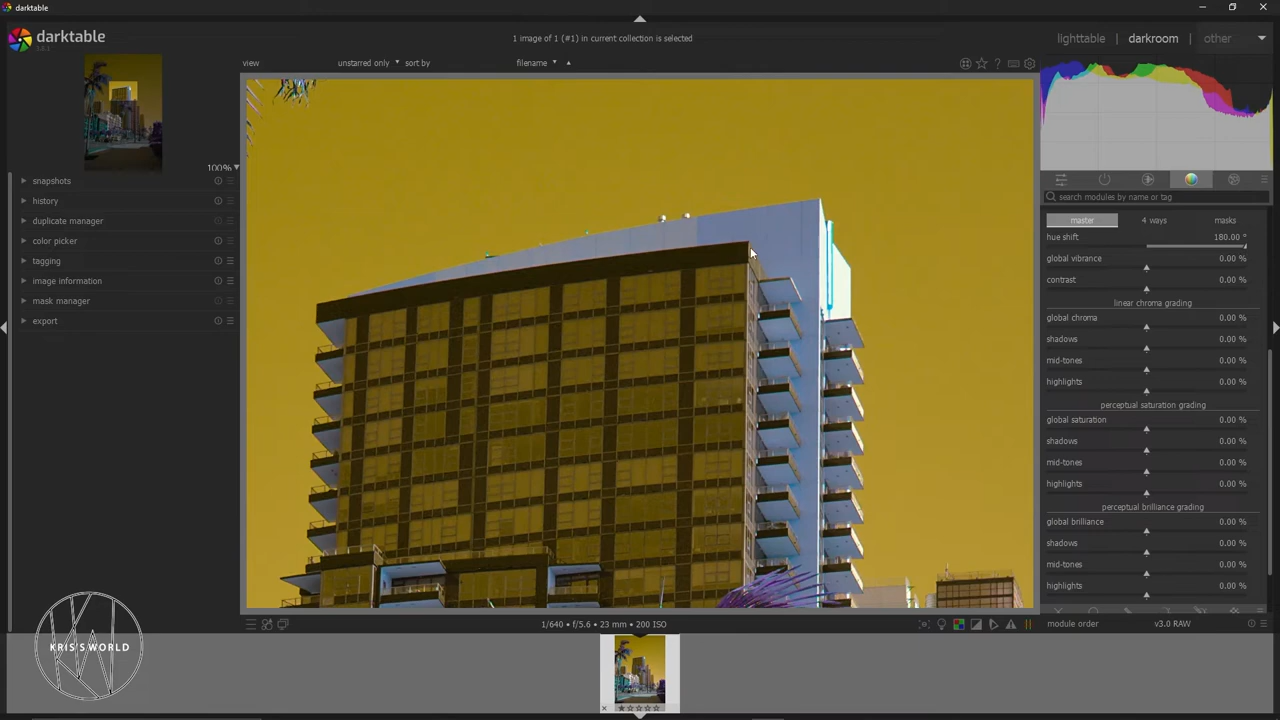 darktable
darktable
3.8.1
1 image of 1 (#1) in current collection is selected
lighttable
darkroom
other
view
unstarred only
sort by
filename
100%
snapshots
history
duplicate manager
color picker
tagging
image information
mask manager
export
search modules by name or tag
master
4 ways
masks
hue shift 180.00 °
global vibrance 0.00 %
contrast 0.00 %
linear chroma grading
global chroma 0.00 %
shadows 0.00 %
mid-tones 0.00 %
highlights 0.00 %
perceptual saturation grading
global saturation 0.00 %
shadows 0.00 %
mid-tones 0.00 %
highlights 0.00 %
perceptual brilliance grading
global brilliance 0.00 %
shadows 0.00 %
mid-tones 0.00 %
highlights 0.00 %
1/640 • f/5.6 • 23 mm • 200 ISO
module order v3.0 RAW
KRIS'S WORLD